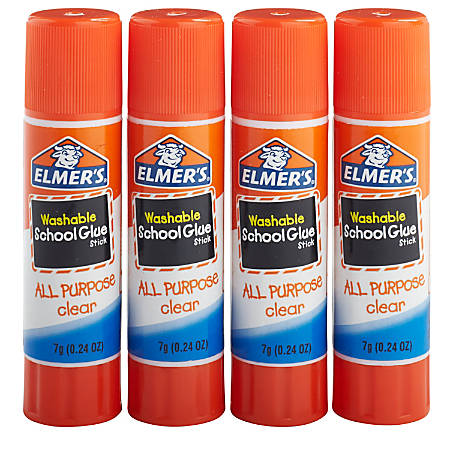 ELMER'S®
Washable
School Glue
Stick
ALL PURPOSE
clear
7g (0.24 OZ)
ELMER'S®
Washable
School Glue
Stick
ALL PURPOSE
clear
7g (0.24 OZ)
ELMER'S®
Washable
School Glue
Stick
ALL PURPOSE
clear
7g (0.24 OZ)
ELMER'S®
Washable
School Glue
Stick
ALL PURPOSE
clear
7g (0.24 OZ)